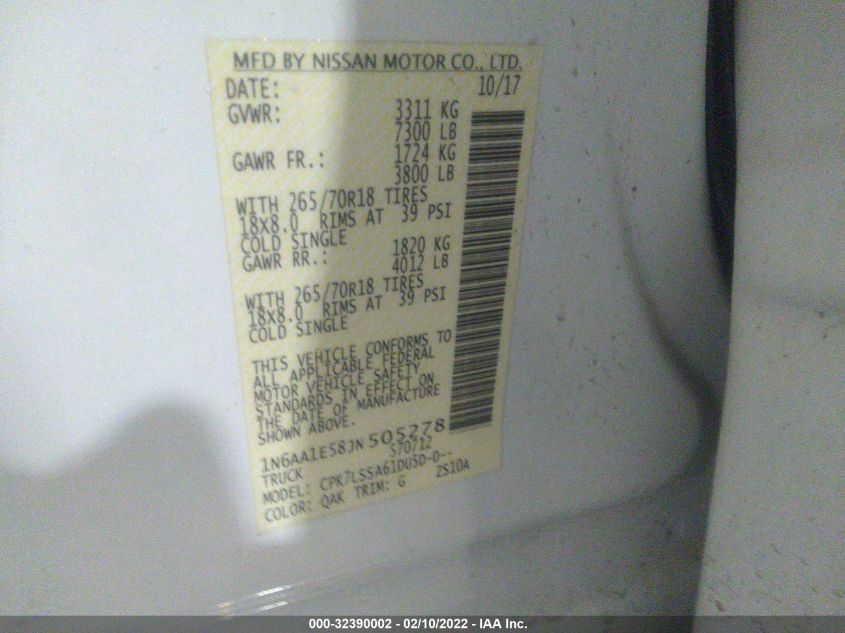 MFD BY NISSAN MOTOR CO., LTD.
DATE: 10/17
GVWR: 3311 KG
7300 LB
GAWR FR.: 1724 KG
3800 LB
WITH 265/70R18 TIRES
18X8.0 RIMS AT 39 PSI
COLD SINGLE
GAWR RR.: 1820 KG
4012 LB
WITH 265/70R18 TIRES
18X8.0 RIMS AT 39 PSI
COLD SINGLE
THIS VEHICLE CONFORMS TO
ALL APPLICABLE FEDERAL
MOTOR VEHICLE SAFETY
STANDARDS IN EFFECT ON
THE DATE OF MANUFACTURE
SHOWN ABOVE.
1N6AA1E58JN505278
TRUCK S70712
MODEL: CPK7LSSA61DUSD-D--
COLOR: QAK TRIM: G ZS10A
000-32390002 - 02/10/2022 - IAA Inc.